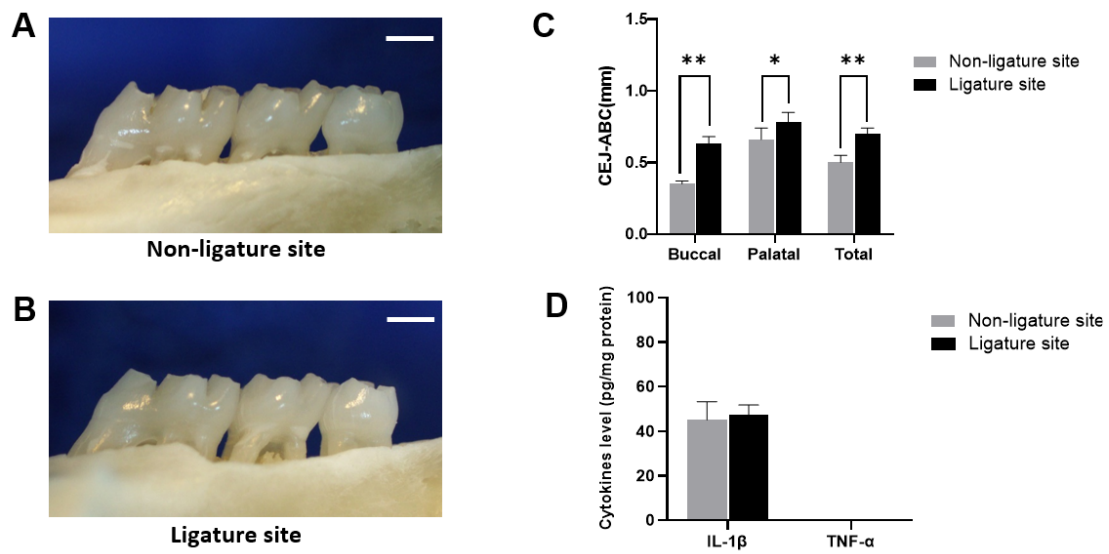 A
Non-ligature site
B
Ligature site
C
CEJ-ABC(mm)
1.5
1.0
0.5
0.0
** * **
Buccal Palatal Total
Non-ligature site
Ligature site
D
Cytokines level (pg/mg protein)
100
80
60
40
20
0
IL-1β TNF-α
Non-ligature site
Ligature site